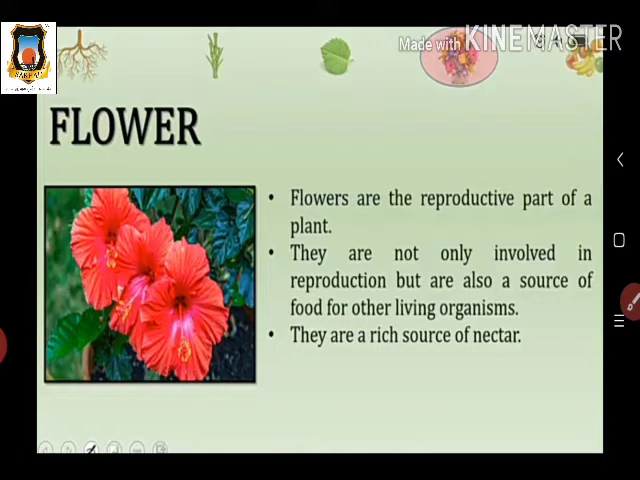 Made with KINEMASTER
FLOWER
• Flowers are the reproductive part of a
plant.
• They are not only involved in
reproduction but are also a source of
food for other living organisms.
• They are a rich source of nectar.